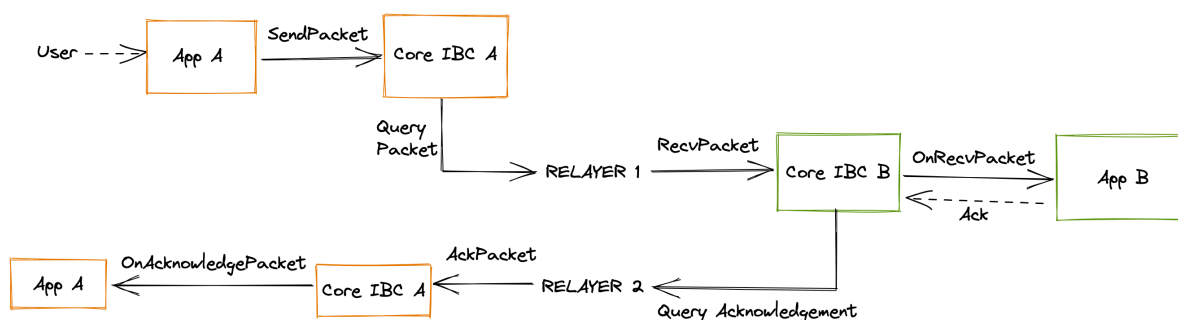 User
App A
SendPacket
Core IBC A
Query
Packet
RELAYER 1
RecvPacket
Core IBC B
OnRecvPacket
App B
Ack
App A
OnAcknowledgePacket
Core IBC A
AckPacket
RELAYER 2
Query Acknowledgement